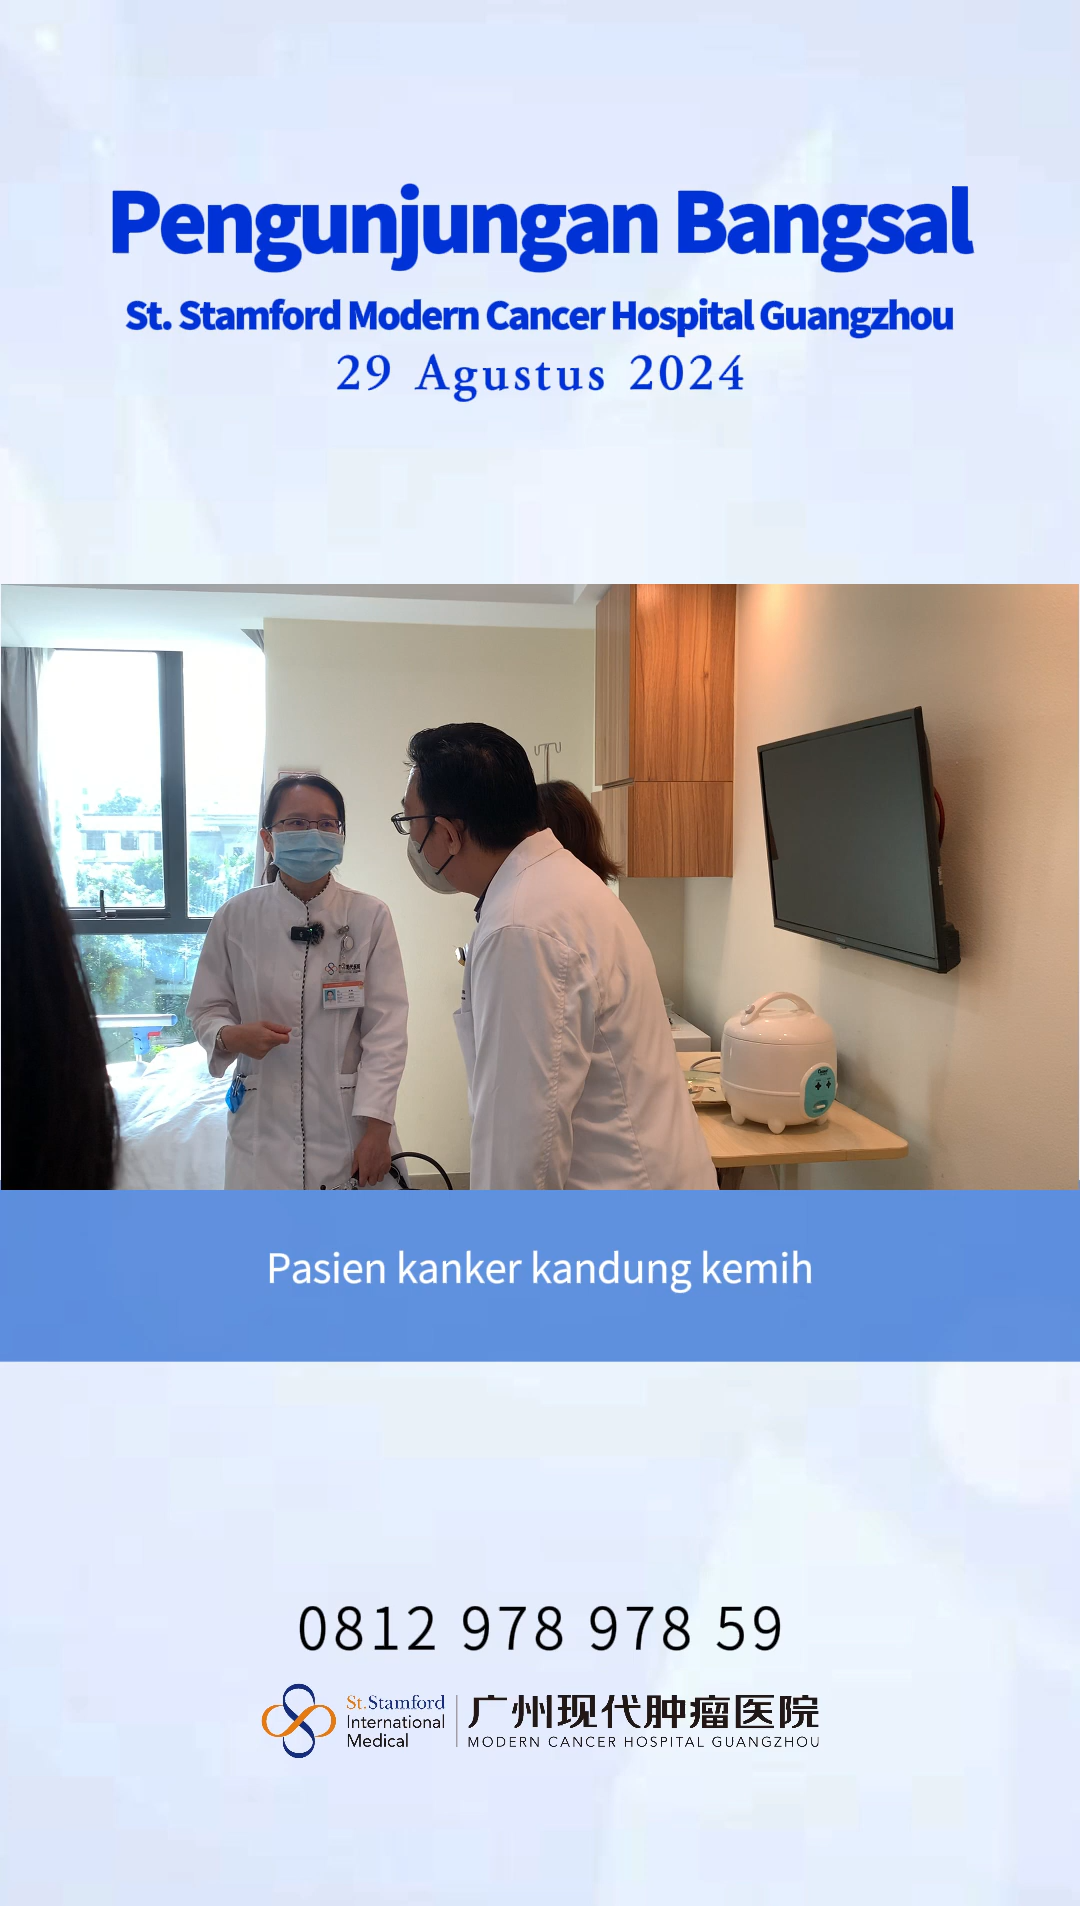 Pengunjungan Bangsal
St. Stamford Modern Cancer Hospital Guangzhou
29 Agustus 2024
Pasien kanker kandung kemih
0812 978 978 59
St.Stamford
International
Medical
广州现代肿瘤医院
MODERN CANCER HOSPITAL GUANGZHOU